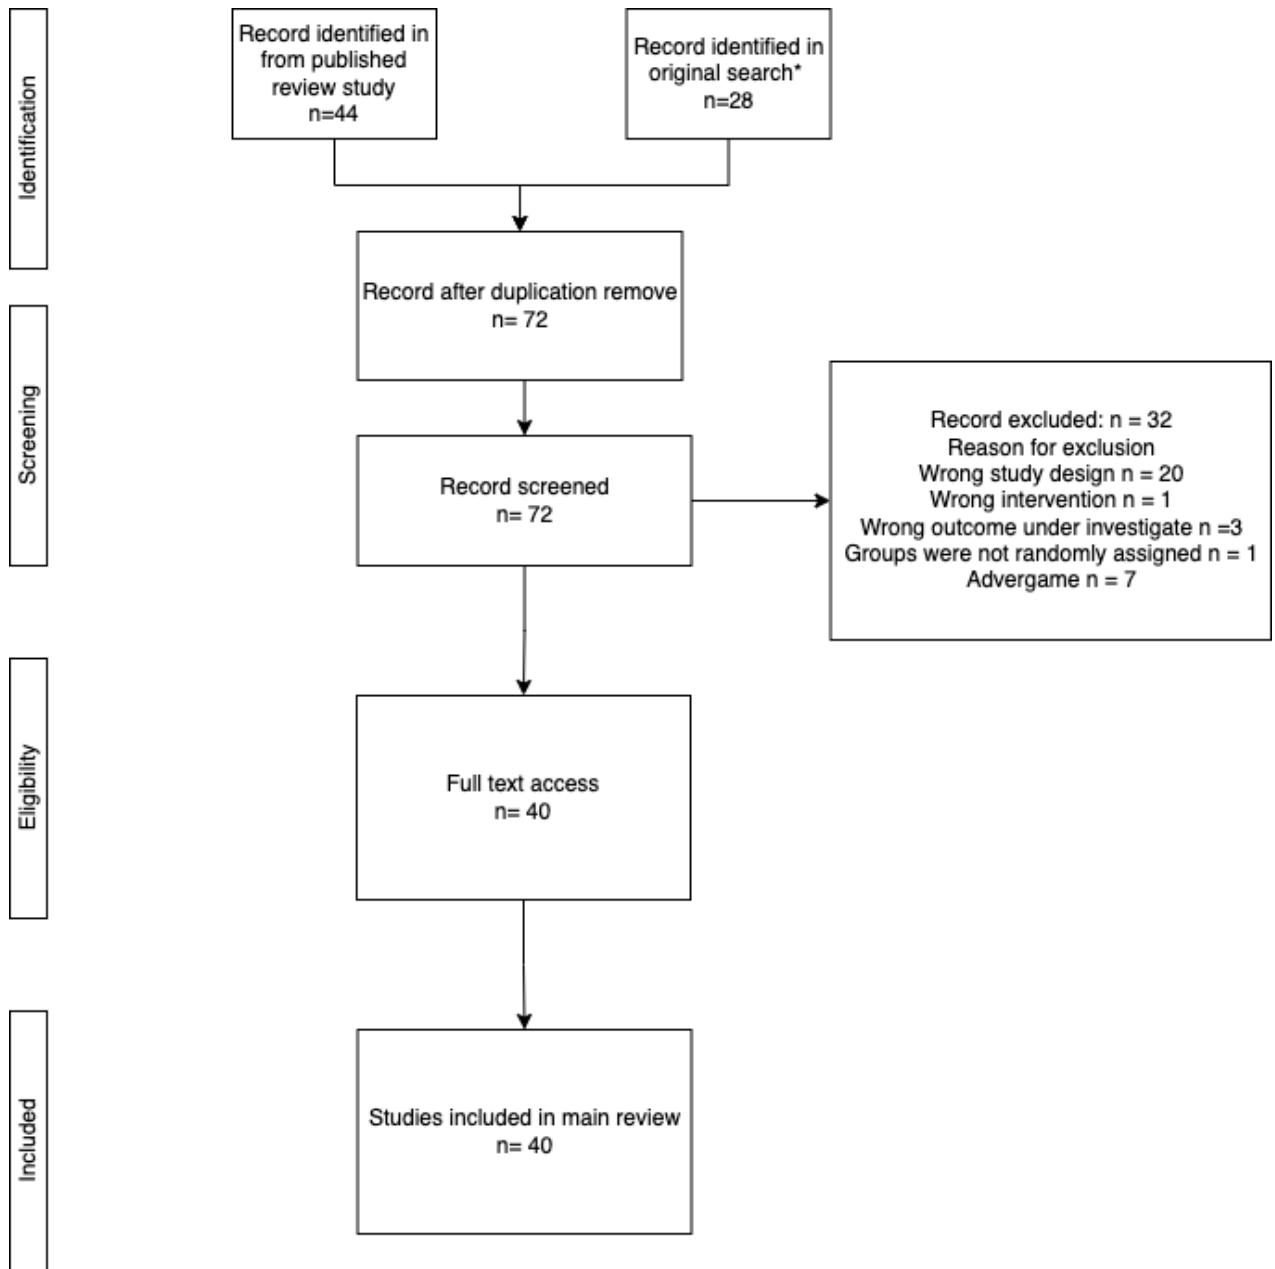 Identification
Record identified in
from published
review study
n=44
Record identified in
original search*
n=28
Record after duplication remove
n= 72
Screening
Record screened
n= 72
Record excluded: n = 32
Reason for exclusion
Wrong study design n = 20
Wrong intervention n = 1
Wrong outcome under investigate n =3
Groups were not randomly assigned n = 1
Advergame n = 7
Eligibility
Full text access
n= 40
Included
Studies included in main review
n= 40